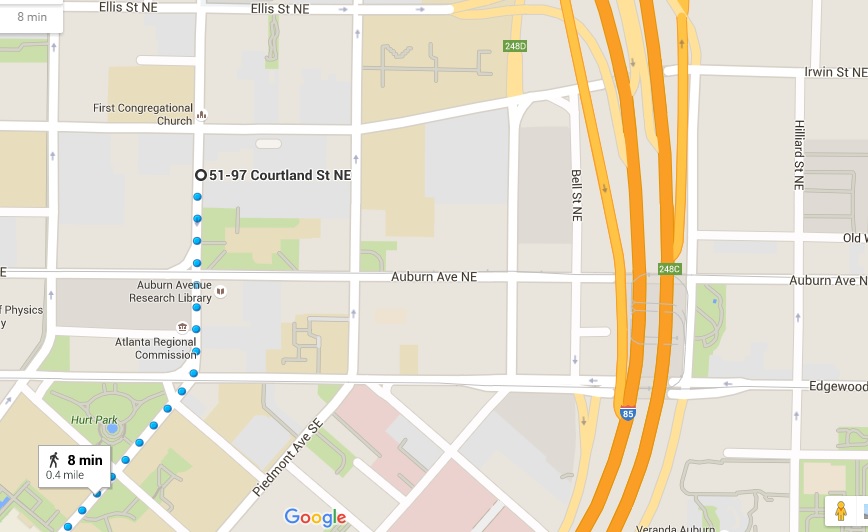 8 min
Ellis St NE
Ellis St NE
248D
Irwin St NE
First Congregational
Church
51-97 Courtland St NE
Hilliard St NE
Bell St NE
Old W
E
248C
Auburn Ave NE
Auburn Ave N
Auburn Avenue
Research Library
f Physics
y
Atlanta Regional
Commission
Edgewood
85
Hurt Park
Piedmont Ave SE
8 min
0.4 mile
Google
Veranda Auburn